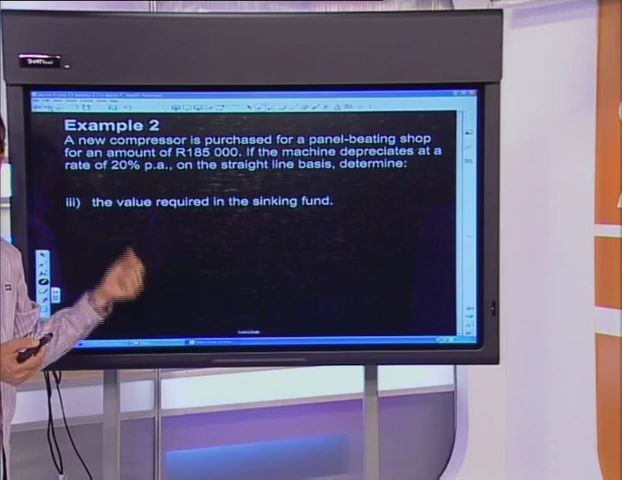 Example 2
A new compressor is purchased for a panel-beating shop
for an amount of R185 000. If the machine depreciates at a
rate of 20% p.a., on the straight line basis, determine:
iii) the value required in the sinking fund.